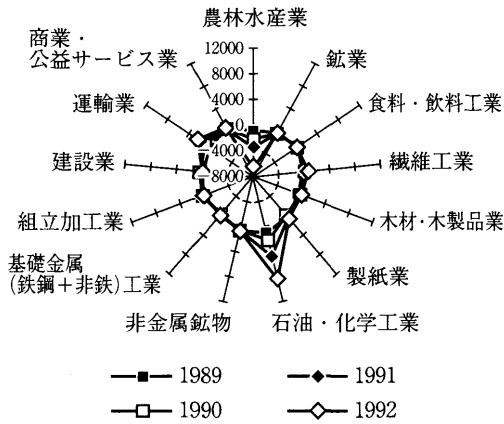 農林水産業
12000
8000
4000
0
4000
8000
鉱業
食料・飲料工業
繊維工業
木材・木製品業
製紙業
石油・化学工業
非金属鉱物
基礎金属
(鉄鋼＋非鉄)工業
組立加工業
建設業
運輸業
商業・
公益サービス業
1989
1991
1990
1992